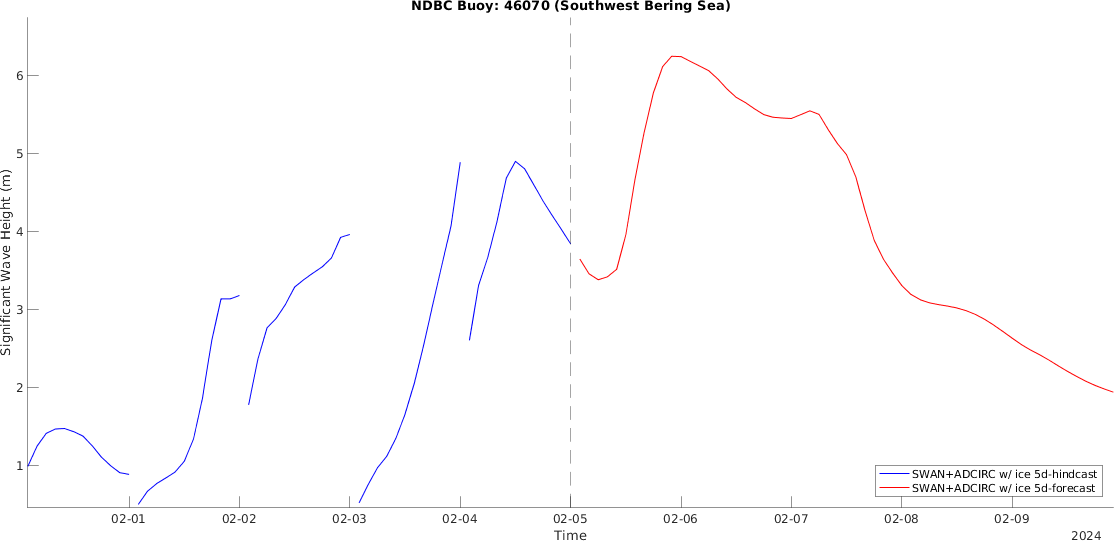 NDBC Buoy: 46070 (Southwest Bering Sea)
Significant Wave Height (m)
6
5
4
3
2
1
SWAN+ADCIRC w/ ice 5d-hindcast
SWAN+ADCIRC w/ ice 5d-forecast
02-01 02-02 02-03 02-04 02-05 02-06 02-07 02-08 02-09
Time
2024